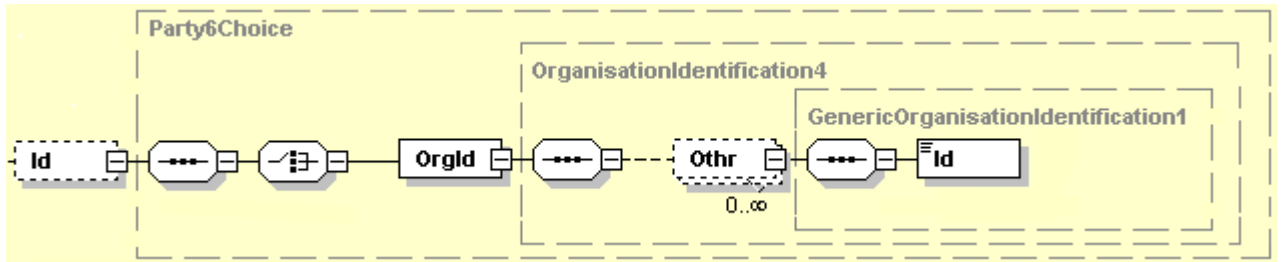 Party6Choice
OrganisationIdentification4
GenericOrganisationIdentification1
Id
OrgId
Othr
Id
0..∞